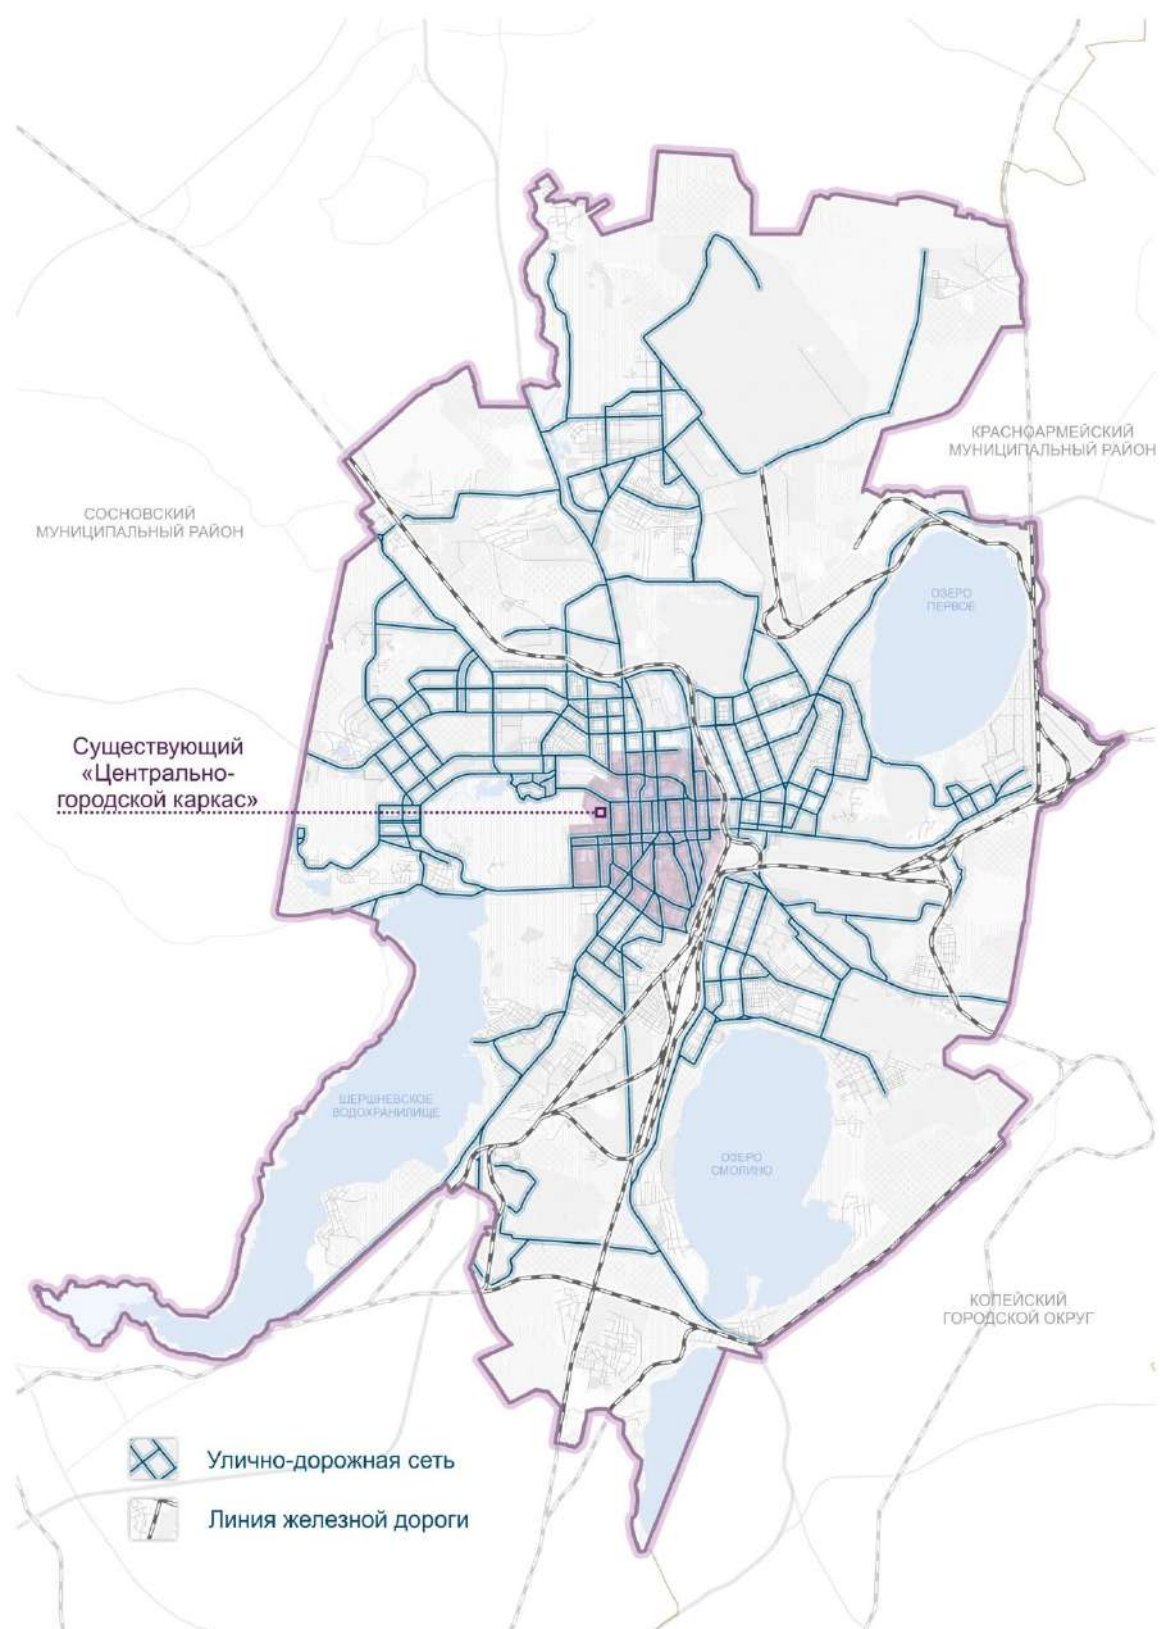 КРАСНОАРМЕЙСКИЙ
МУНИЦИПАЛЬНЫЙ РАЙОН
СОСНОВСКИЙ
МУНИЦИПАЛЬНЫЙ РАЙОН
ОЗЕРО
ПЕРВОЕ
Существующий
«Центрально-
городской каркас»
ШЕРШНЕВСКОЕ
ВОДОХРАНИЛИЩЕ
ОЗЕРО
СМОЛИНО
КОПЕЙСКИЙ
ГОРОДСКОЙ ОКРУГ
Улично-дорожная сеть
Линия железной дороги